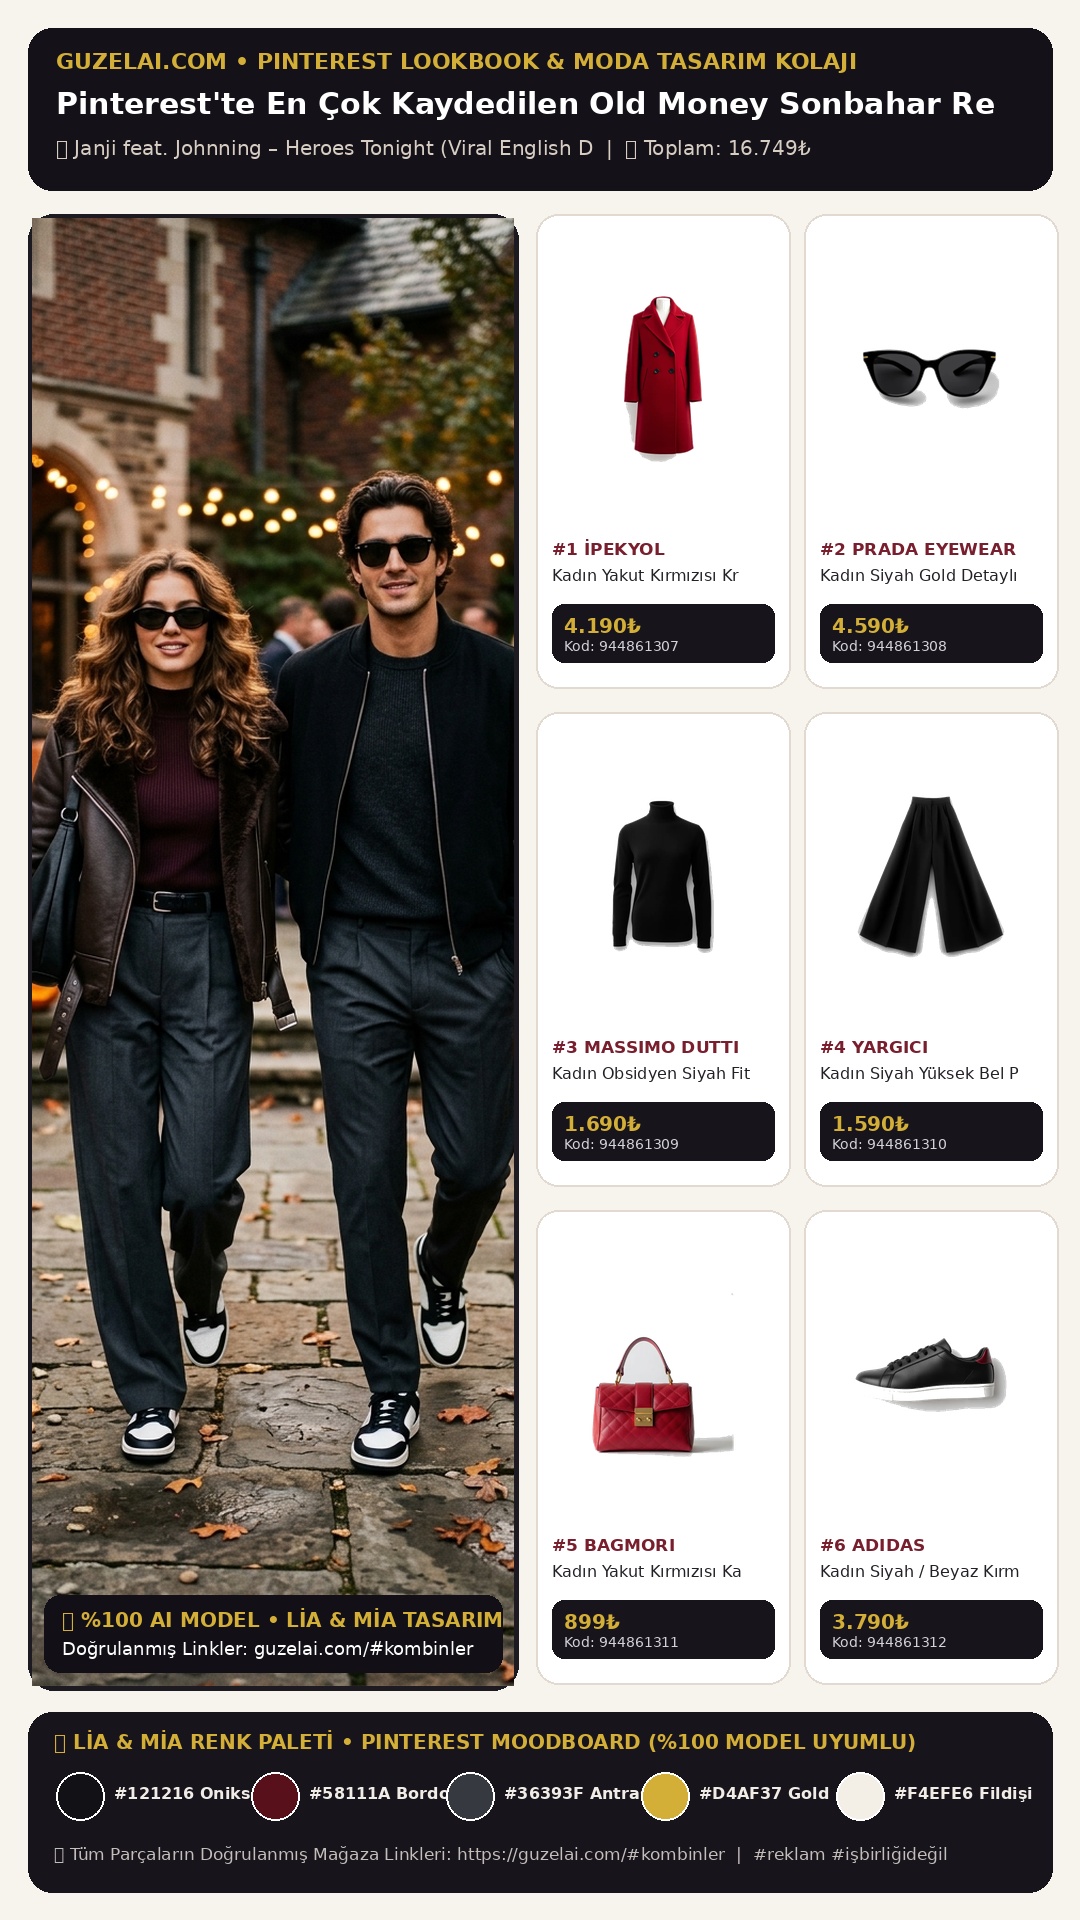 GUZELAI.COM • PINTEREST LOOKBOOK & MODA TASARIM KOLAJI
Pinterest'te En Çok Kaydedilen Old Money Sonbahar Re
Janji feat. Johnning – Heroes Tonight (Viral English D | Toplam: 16.749₺
#1 İPEKYOL
Kadın Yakut Kırmızısı Kr
4.190₺
Kod: 944861307
#2 PRADA EYEWEAR
Kadın Siyah Gold Detaylı
4.590₺
Kod: 944861308
#3 MASSIMO DUTTI
Kadın Obsidyen Siyah Fit
1.690₺
Kod: 944861309
#4 YARGICI
Kadın Siyah Yüksek Bel P
1.590₺
Kod: 944861310
#5 BAGMORI
Kadın Yakut Kırmızısı Ka
899₺
Kod: 944861311
#6 ADIDAS
Kadın Siyah / Beyaz Kırm
3.790₺
Kod: 944861312
%100 AI MODEL • LİA & MİA TASARIM
Doğrulanmış Linkler: guzelai.com/#kombinler
LİA & MİA RENK PALETİ • PINTEREST MOODBOARD (%100 MODEL UYUMLU)
#121216 Oniks #58111A Bordo #36393F Antra #D4AF37 Gold #F4EFE6 Fildişi
Tüm Parçaların Doğrulanmış Mağaza Linkleri: https://guzelai.com/#kombinler | #reklam #işbirliğideğil